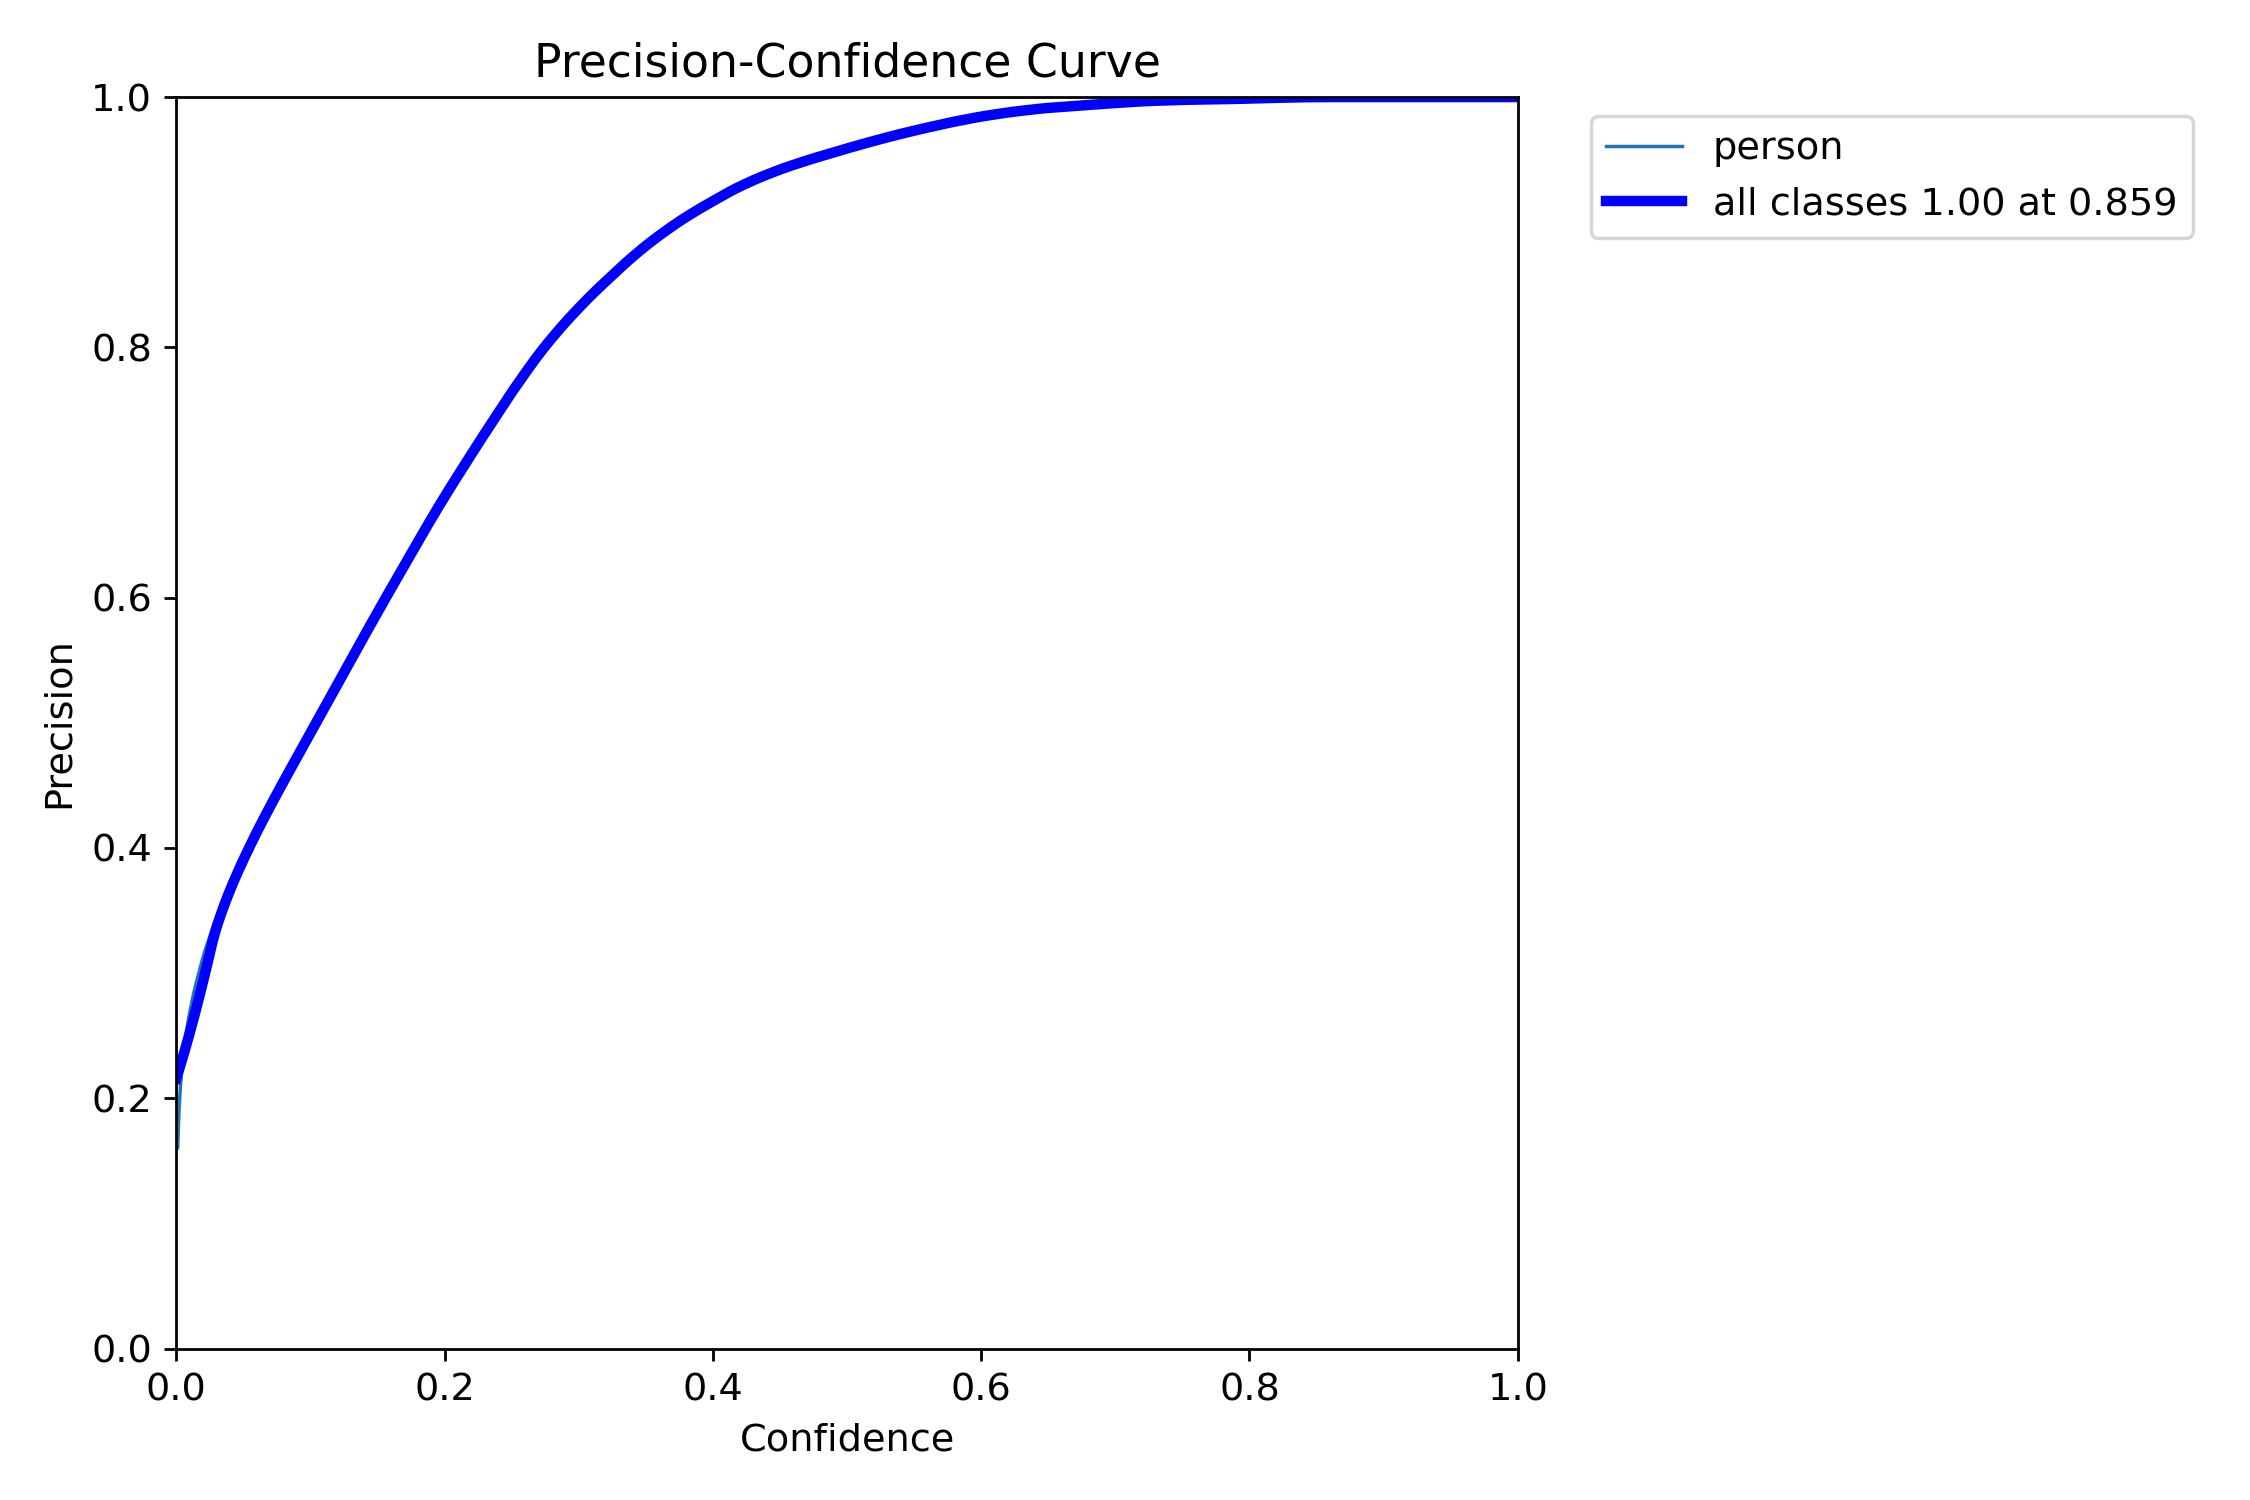 Precision-Confidence Curve
1.0
0.8
0.6
0.4
0.2
0.0
Precision
0.0 0.2 0.4 0.6 0.8 1.0
Confidence
person
all classes 1.00 at 0.859